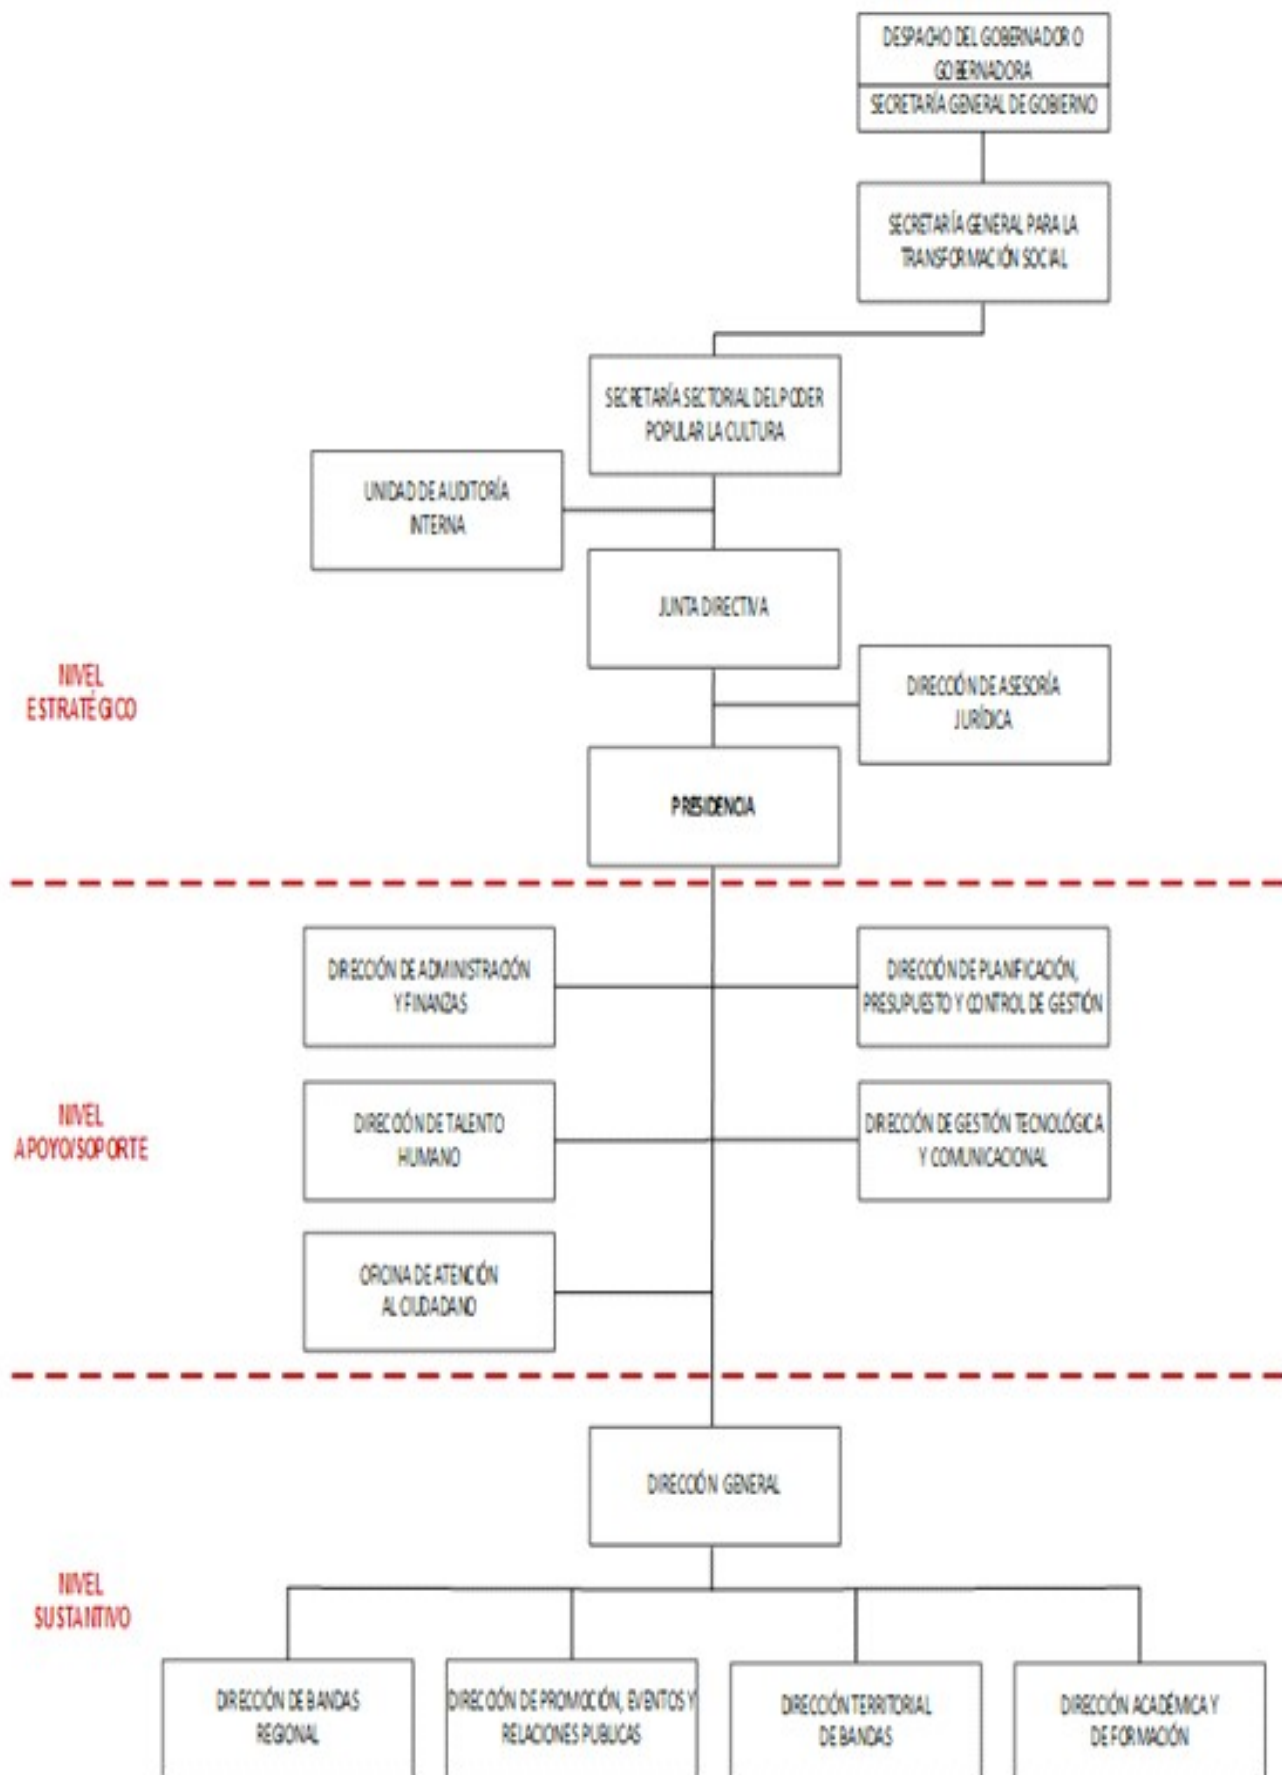 DESPACHO DEL GOBERNADOR O
GOBERNADORA
SECRETARÍA GENERAL DE GOBIERNO
SECRETARÍA GENERAL PARA LA
TRANSFORMACIÓN SOCIAL
SECRETARÍA SECTORIAL DEL PODER
POPULAR LA CULTURA
UNIDAD DE AUDITORÍA
INTERNA
JUNTA DIRECTIVA
NIVEL
ESTRATÉGICO
DIRECCIÓN DE ASESORÍA
JURÍDICA
PRESIDENCIA
DIRECCIÓN DE ADMINISTRACIÓN
Y FINANZAS
DIRECCIÓN DE PLANIFICACIÓN,
PRESUPUESTO Y CONTROL DE GESTIÓN
NIVEL
APOYO/SOPORTE
DIRECCIÓN DE TALENTO
HUMANO
DIRECCIÓN DE GESTIÓN TECNOLÓGICA
Y COMUNICACIONAL
OFICINA DE ATENCIÓN
AL CIUDADANO
DIRECCIÓN GENERAL
NIVEL
SUSTANTIVO
DIRECCIÓN DE BANDAS
REGIONAL
DIRECCIÓN DE PROMOCIÓN, EVENTOS Y
RELACIONES PUBLICAS
DIRECCIÓN TERRITORIAL
DE BANDAS
DIRECCIÓN ACADÉMICA Y
DE FORMACIÓN